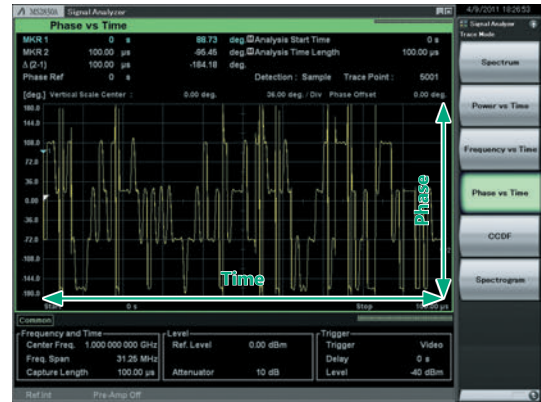 MS2850A Signal Analyzer
4/9/2011 18:26:53
Phase vs Time
MKR 1 0 s 88.73 deg. Analysis Start Time 0 s
MKR 2 100.00 µs -95.45 deg. Analysis Time Length 100.00 µs
Δ (2-1) 100.00 µs -184.18 deg.
Phase Ref 0 s Detection : Sample Trace Point : 5001
[deg.] Vertical Scale Center : 0.00 deg. 36.00 deg. / Div Phase Offset 0.00 deg.
180.0
144.0
108.0
72.0
36.0
0.00
-36.0
-72.0
-108.0
-144.0
-180.0
Phase
Time
Start 0 s Stop 100.00 µs
Common
Frequency and Time
Center Freq. 1.000 000 000 GHz
Freq. Span 31.25 MHz
Capture Length 100.00 µs
Level
Ref. Level 0.00 dBm
Attenuator 10 dB
Trigger
Trigger Video
Delay 0 s
Level -40 dBm
Ref.Int Pre-Amp Off
Signal Analyzer
Trace Mode
Spectrum
Power vs Time
Frequency vs Time
Phase vs Time
CCDF
Spectrogram